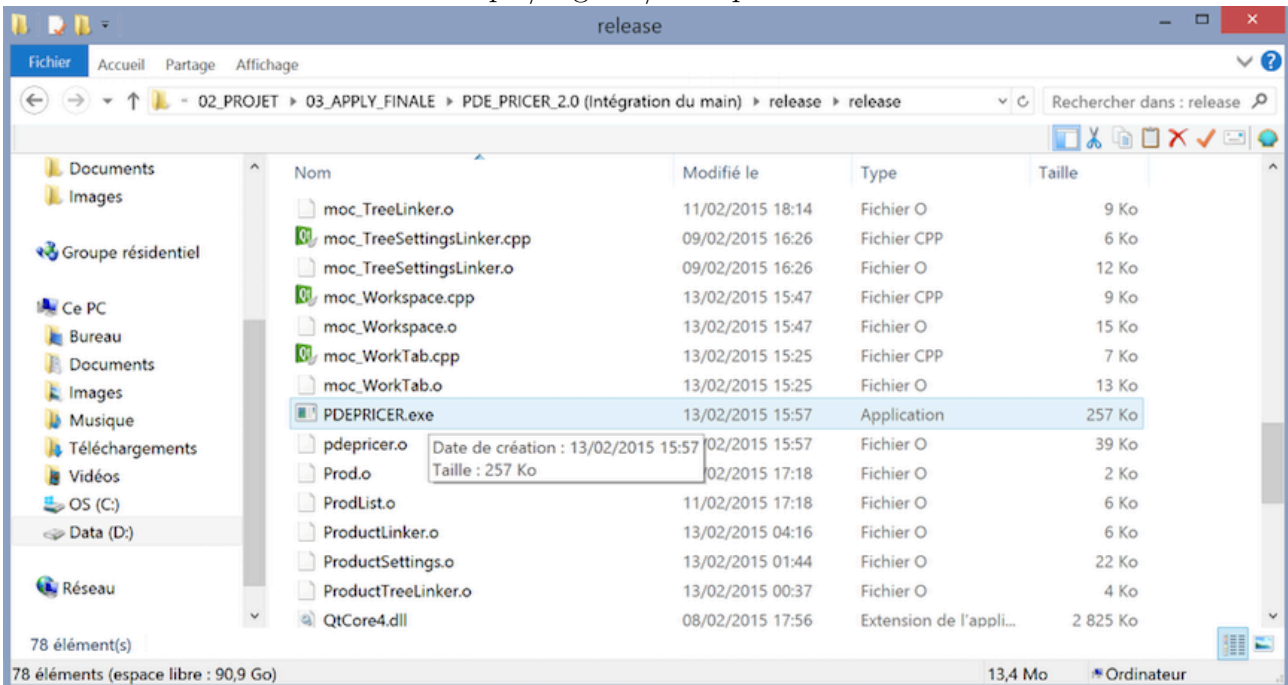 release
Fichier Accueil Partage Affichage
02_PROJET 03_APPLY_FINALE PDE_PRICER_2.0 (Intégration du main) release release Rechercher dans : release
Documents
Images
Groupe résidentiel
Ce PC
Bureau
Documents
Images
Musique
Téléchargements
Vidéos
OS (C:)
Data (D:)
Réseau
Nom Modifié le Type Taille
moc_TreeLinker.o 11/02/2015 18:14 Fichier O 9 Ko
moc_TreeSettingsLinker.cpp 09/02/2015 16:26 Fichier CPP 6 Ko
moc_TreeSettingsLinker.o 09/02/2015 16:26 Fichier O 12 Ko
moc_Workspace.cpp 13/02/2015 15:47 Fichier CPP 9 Ko
moc_Workspace.o 13/02/2015 15:47 Fichier O 15 Ko
moc_WorkTab.cpp 13/02/2015 15:25 Fichier CPP 7 Ko
moc_WorkTab.o 13/02/2015 15:25 Fichier O 13 Ko
PDEPRICER.exe 13/02/2015 15:57 Application 257 Ko
pdepricer.o /02/2015 15:57 Fichier O 39 Ko
Date de création : 13/02/2015 15:57
Taille : 257 Ko
Prod.o /02/2015 17:18 Fichier O 2 Ko
ProdList.o 11/02/2015 17:18 Fichier O 6 Ko
ProductLinker.o 13/02/2015 04:16 Fichier O 6 Ko
ProductSettings.o 13/02/2015 01:44 Fichier O 22 Ko
ProductTreeLinker.o 13/02/2015 00:37 Fichier O 4 Ko
QtCore4.dll 08/02/2015 17:56 Extension de l'appli... 2 825 Ko
78 élément(s)
78 éléments (espace libre : 90,9 Go) 13,4 Mo Ordinateur